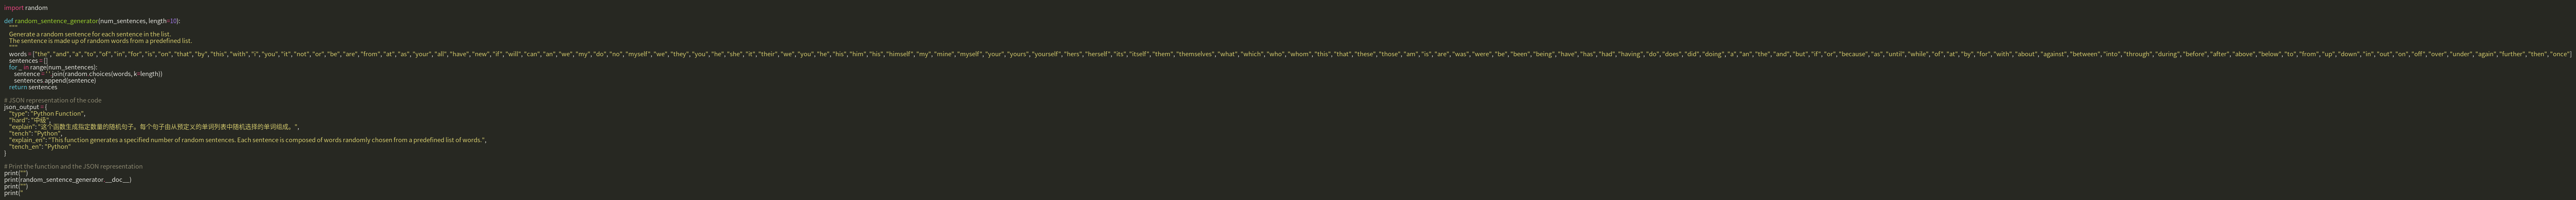 import random
def random_sentence_generator(num_sentences, length=10):
"""
Generate a random sentence for each sentence in the list.
The sentence is made up of random words from a predefined list.
"""
words = ["the", "and", "a", "to", "of", "in", "for", "is", "on", "that", "by", "this", "with", "i", "you", "it", "not", "or", "be", "are", "from", "at", "as", "your", "all", "have", "new", "if", "will", "can", "an", "we", "my", "do", "no", "myself", "we", "they", "you", "he", "she", "it", "their", "we", "you", "he", "his", "him", "his", "himself", "my", "mine", "myself", "your", "yours", "yourself", "hers", "herself", "its", "itself", "them", "themselves", "what", "which", "who", "whom", "this", "that", "these", "those", "am", "is", "are", "was", "were", "be", "been", "being", "have", "has", "had", "having", "do", "does", "did", "doing", "a", "an", "the", "and", "but", "if", "or", "because", "as", "until", "while", "of", "at", "by", "for", "with", "about", "against", "between", "into", "through", "during", "before", "after", "above", "below", "to", "from", "up", "down", "in", "out", "on", "off", "over", "under", "again", "further", "then", "once"]
sentences = []
for _ in range(num_sentences):
sentence = ' '.join(random.choices(words, k=length))
sentences.append(sentence)
return sentences
# JSON representation of the code
json_output = {
"type": "Python Function",
"hard": "中级",
"explain": "这个函数生成指定数量的随机句子。每个句子由从预定义的单词列表中随机选择的单词组成。",
"tench": "Python",
"explain_en": "This function generates a specified number of random sentences. Each sentence is composed of words randomly chosen from a predefined list of words.",
"tench_en": "Python"
}
# Print the function and the JSON representation
print("")
print(random_sentence_generator.__doc__)
print("")
print("